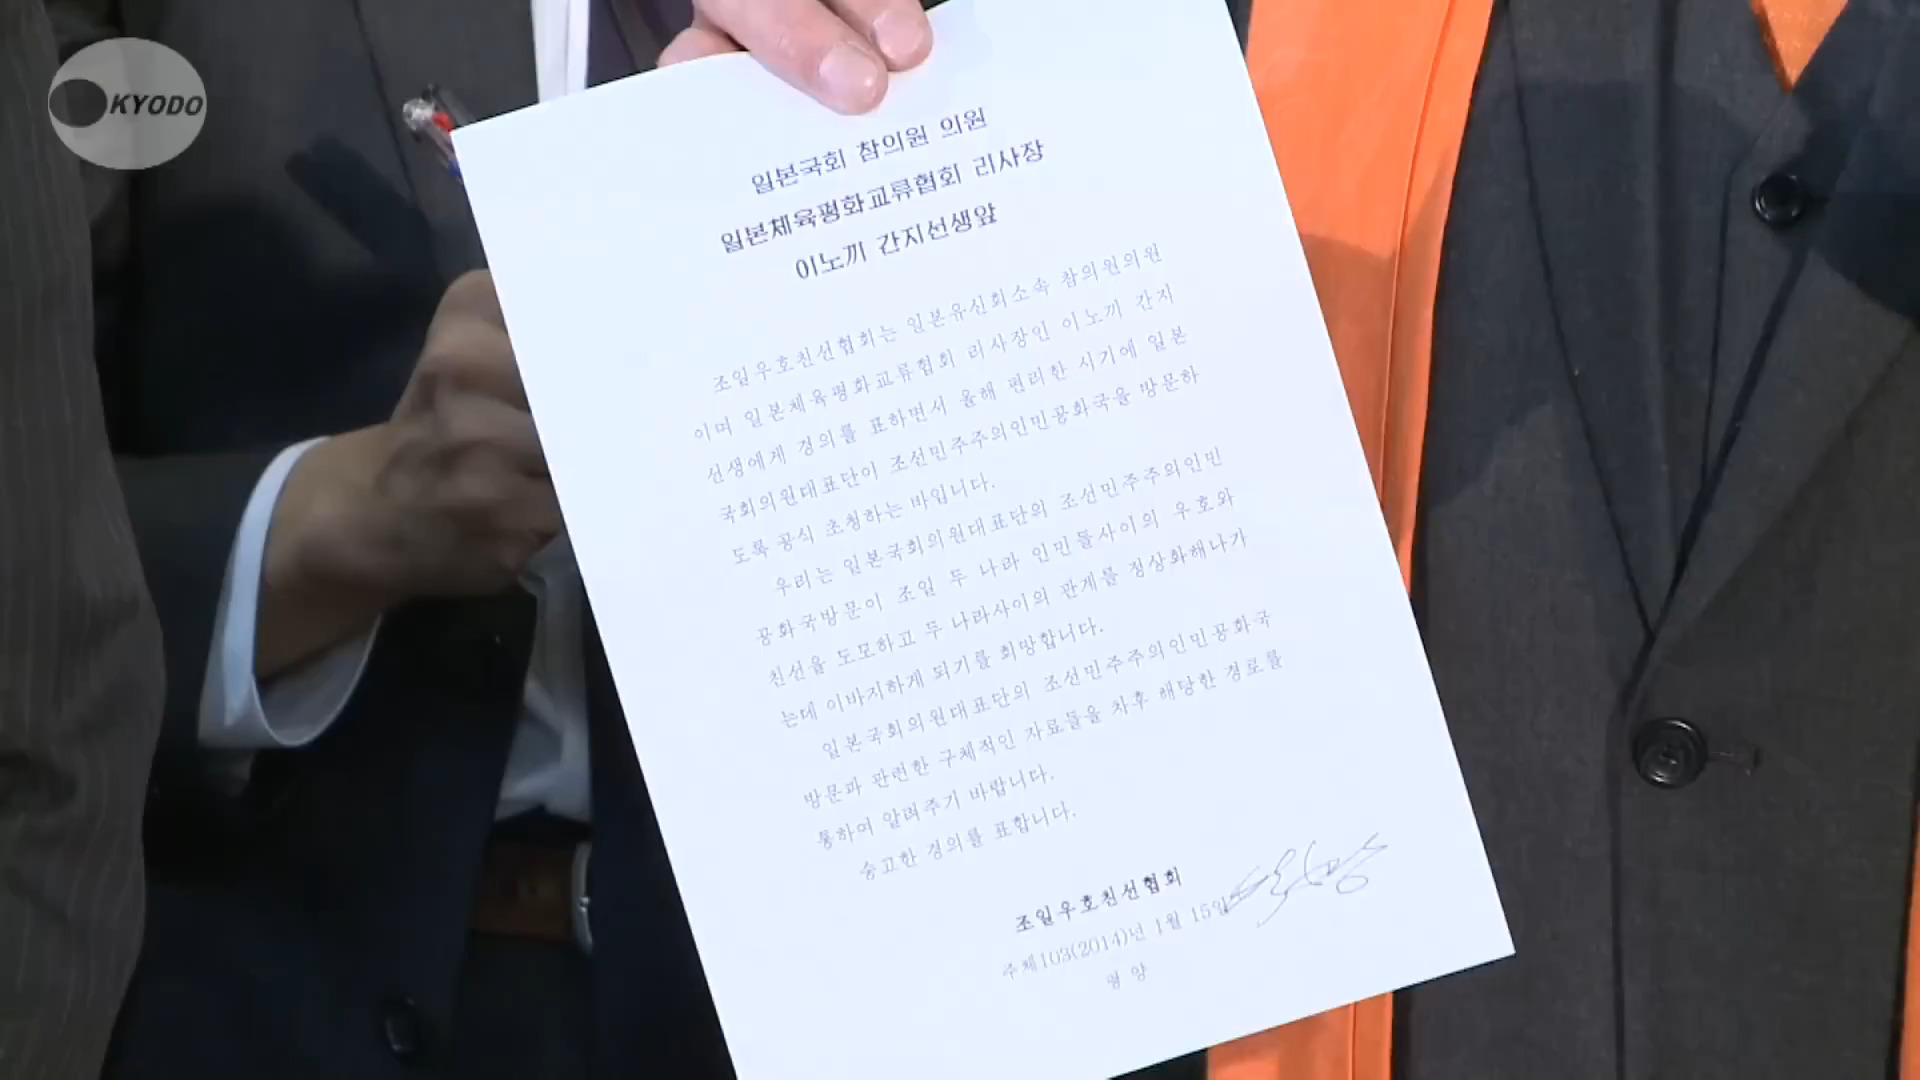 KYODO
일본국회 참의원 의원
일본체육평화교류협회 리사장
이노끼 간지선생앞
조일우호친선협회는 일본유신회소속 참의원의원
이며 일본체육평화교류협회 리사장인 이노끼 간지
선생에게 경의를 표하면서 올해 편리한 시기에 일본
국회의원대표단이 조선민주주의인민공화국을 방문하
도록 공식 초청하는 바입니다.
우리는 일본국회의원대표단의 조선민주주의인민
공화국방문이 조일 두 나라 인민들사이의 우호와
친선을 도모하고 두 나라사이의 관계를 정상화해나가
는데 이바지하게 되기를 희망합니다.
일본국회의원대표단의 조선민주주의인민공화국
방문과 관련한 구체적인 자료들을 차후 해당한 경로를
통하여 알려주기 바랍니다.
숭고한 경의를 표합니다.
조일우호친선협회
주체103(2014)년 1월 15일
평양